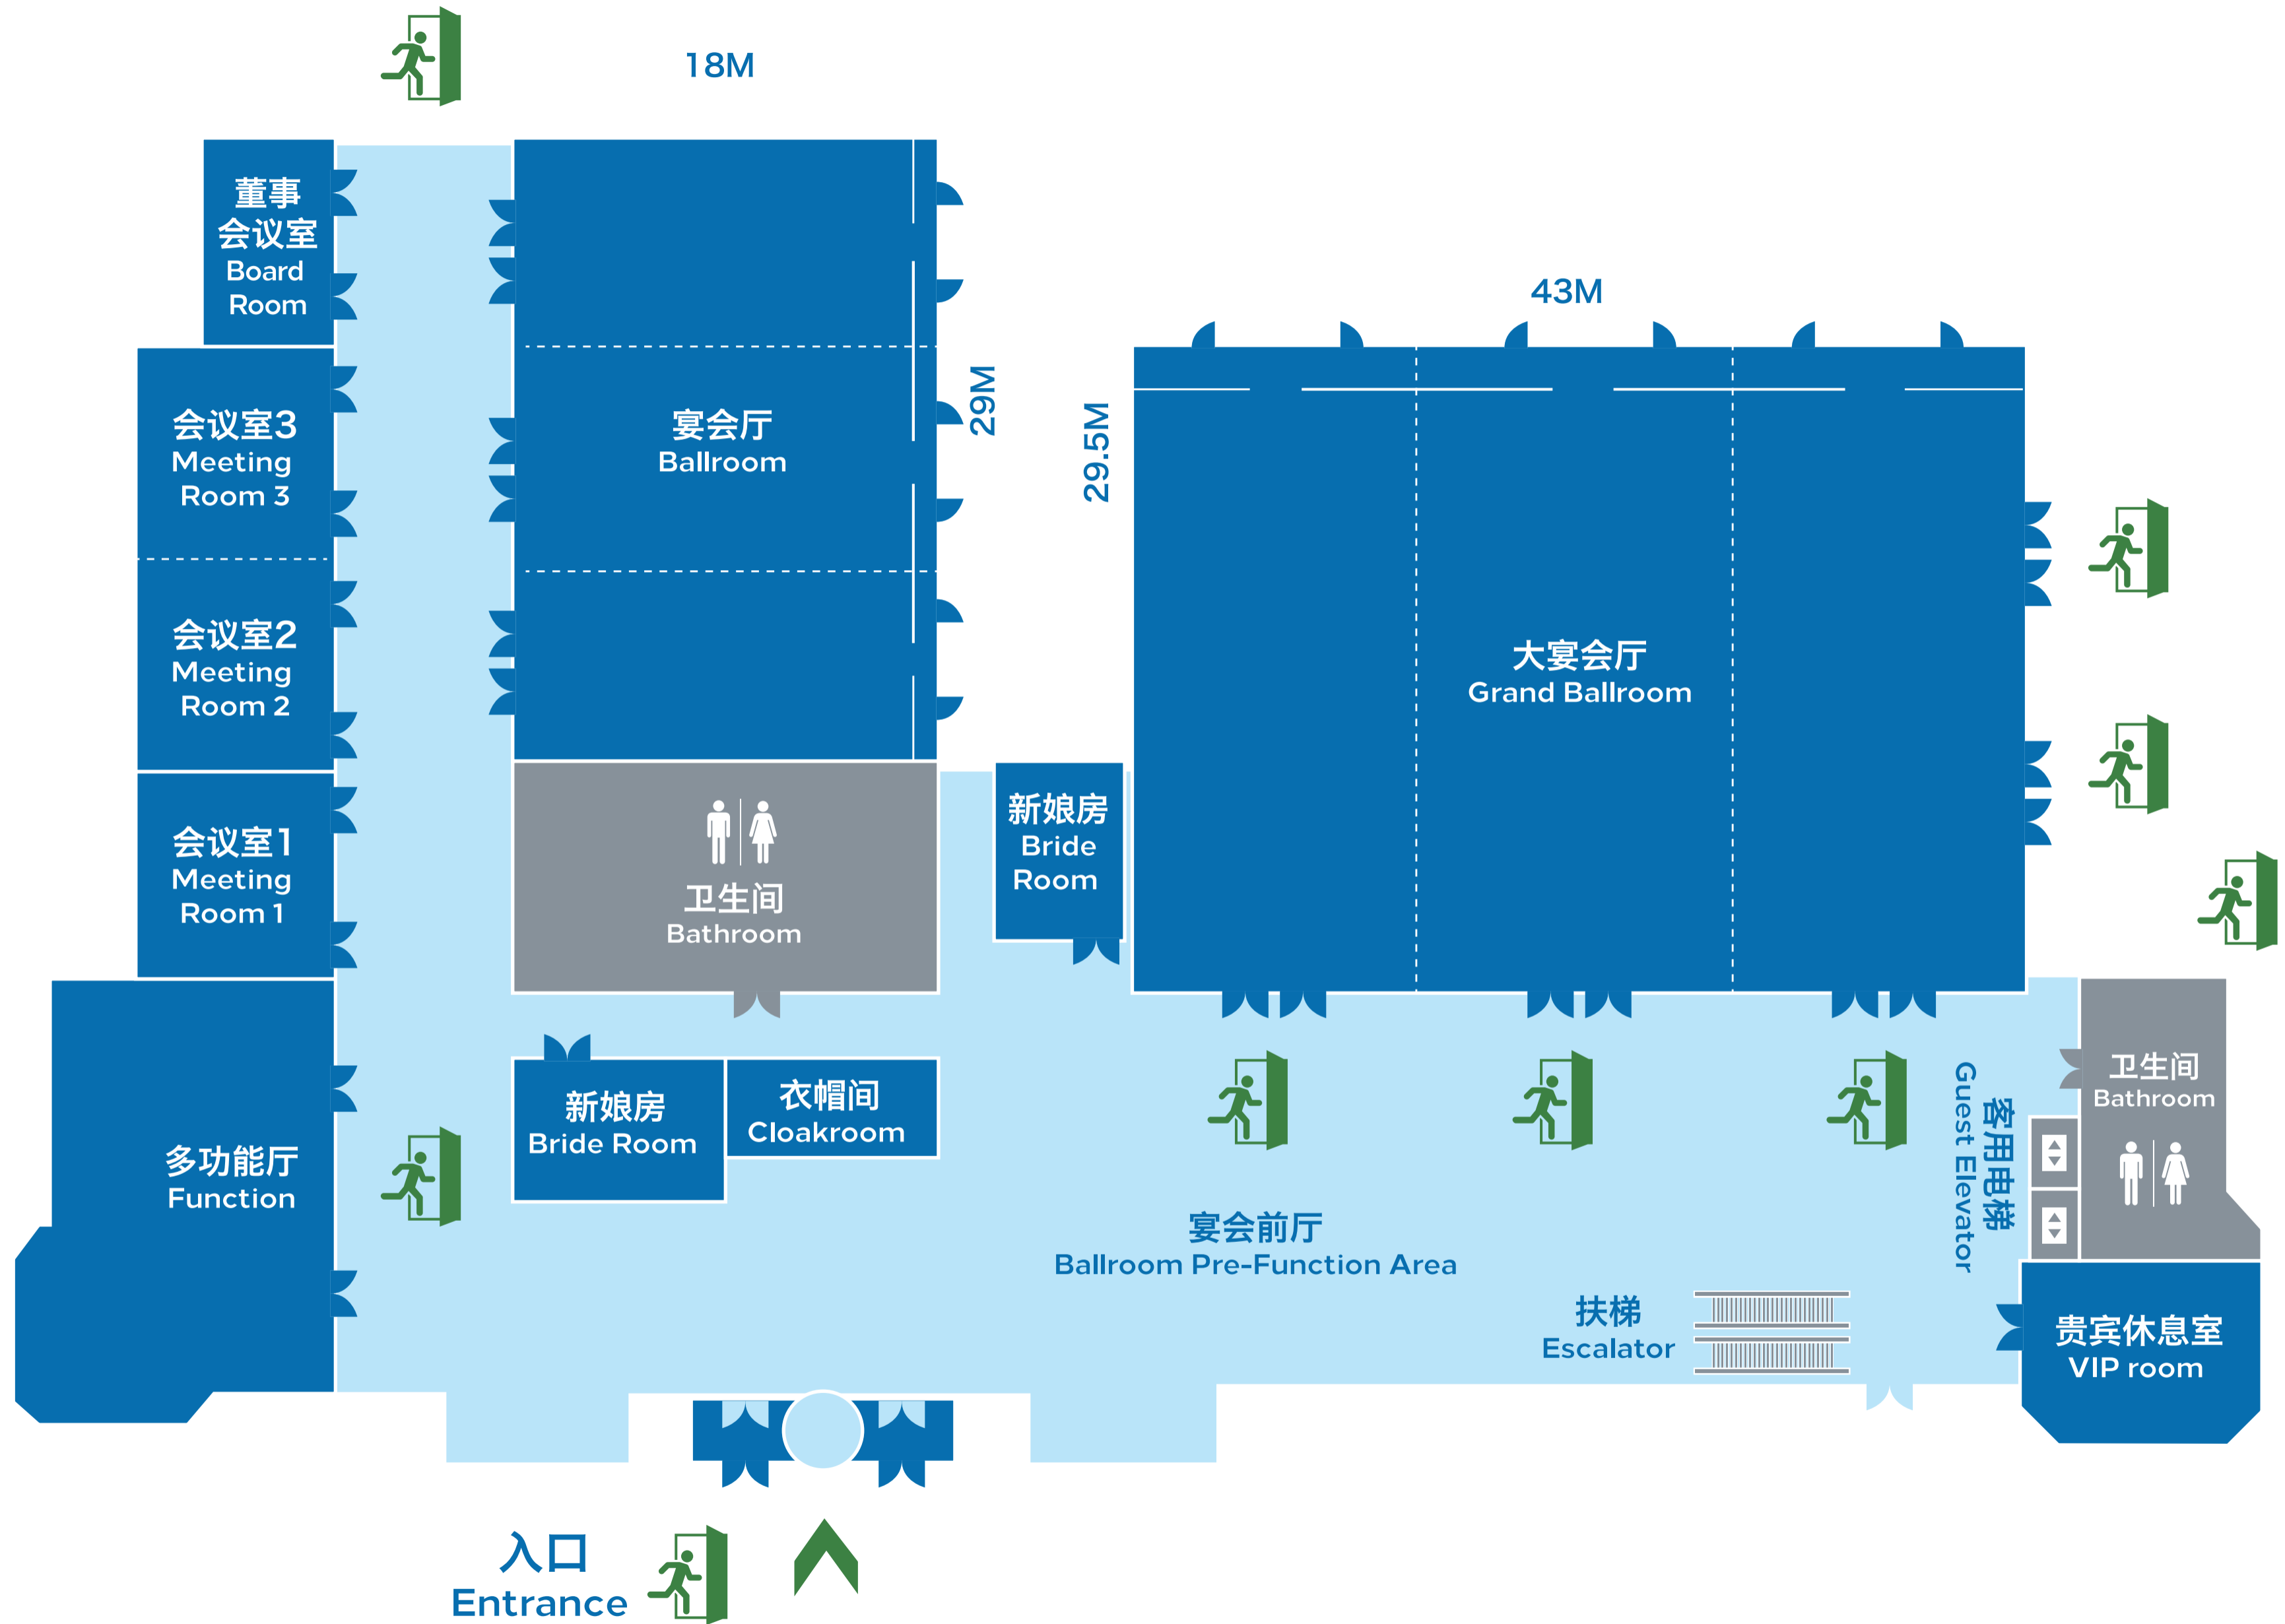 18M
董事
会议室
Board
Room
43M
会议室3
Meeting
Room 3
宴会厅
Ballroom
29M
29.5M
会议室2
Meeting
Room 2
大宴会厅
Grand Ballroom
会议室1
Meeting
Room 1
卫生间
Bathroom
新娘房
Bride
Room
多功能厅
Function
新娘房
Bride Room
衣帽间
Cloakroom
宴会前厅
Ballroom Pre-Function Area
扶梯
Escalator
客用电梯
Guest Elevator
卫生间
Bathroom
贵宾休息室
VIP room
入口
Entrance